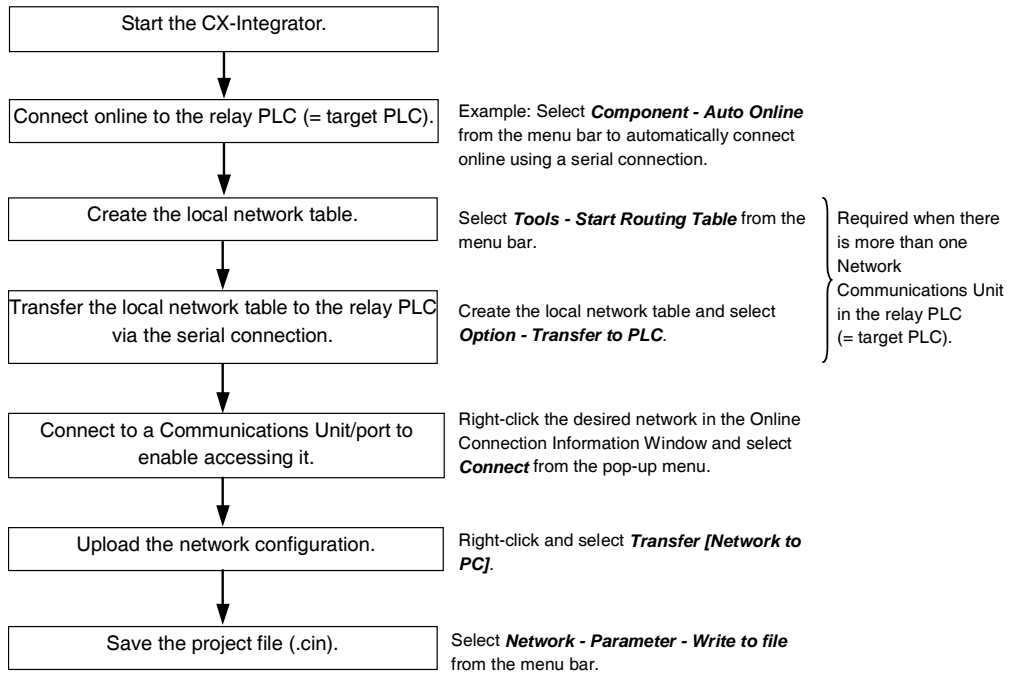 Start the CX-Integrator.
Connect online to the relay PLC (= target PLC).
Example: Select Component - Auto Online
from the menu bar to automatically connect
online using a serial connection.
Create the local network table.
Select Tools - Start Routing Table from the
menu bar.
Transfer the local network table to the relay PLC
via the serial connection.
Create the local network table and select
Option - Transfer to PLC.
Required when there
is more than one
Network
Communications Unit
in the relay PLC
(= target PLC).
Connect to a Communications Unit/port to
enable accessing it.
Right-click the desired network in the Online
Connection Information Window and select
Connect from the pop-up menu.
Upload the network configuration.
Right-click and select Transfer [Network to
PC].
Save the project file (.cin).
Select Network - Parameter - Write to file
from the menu bar.